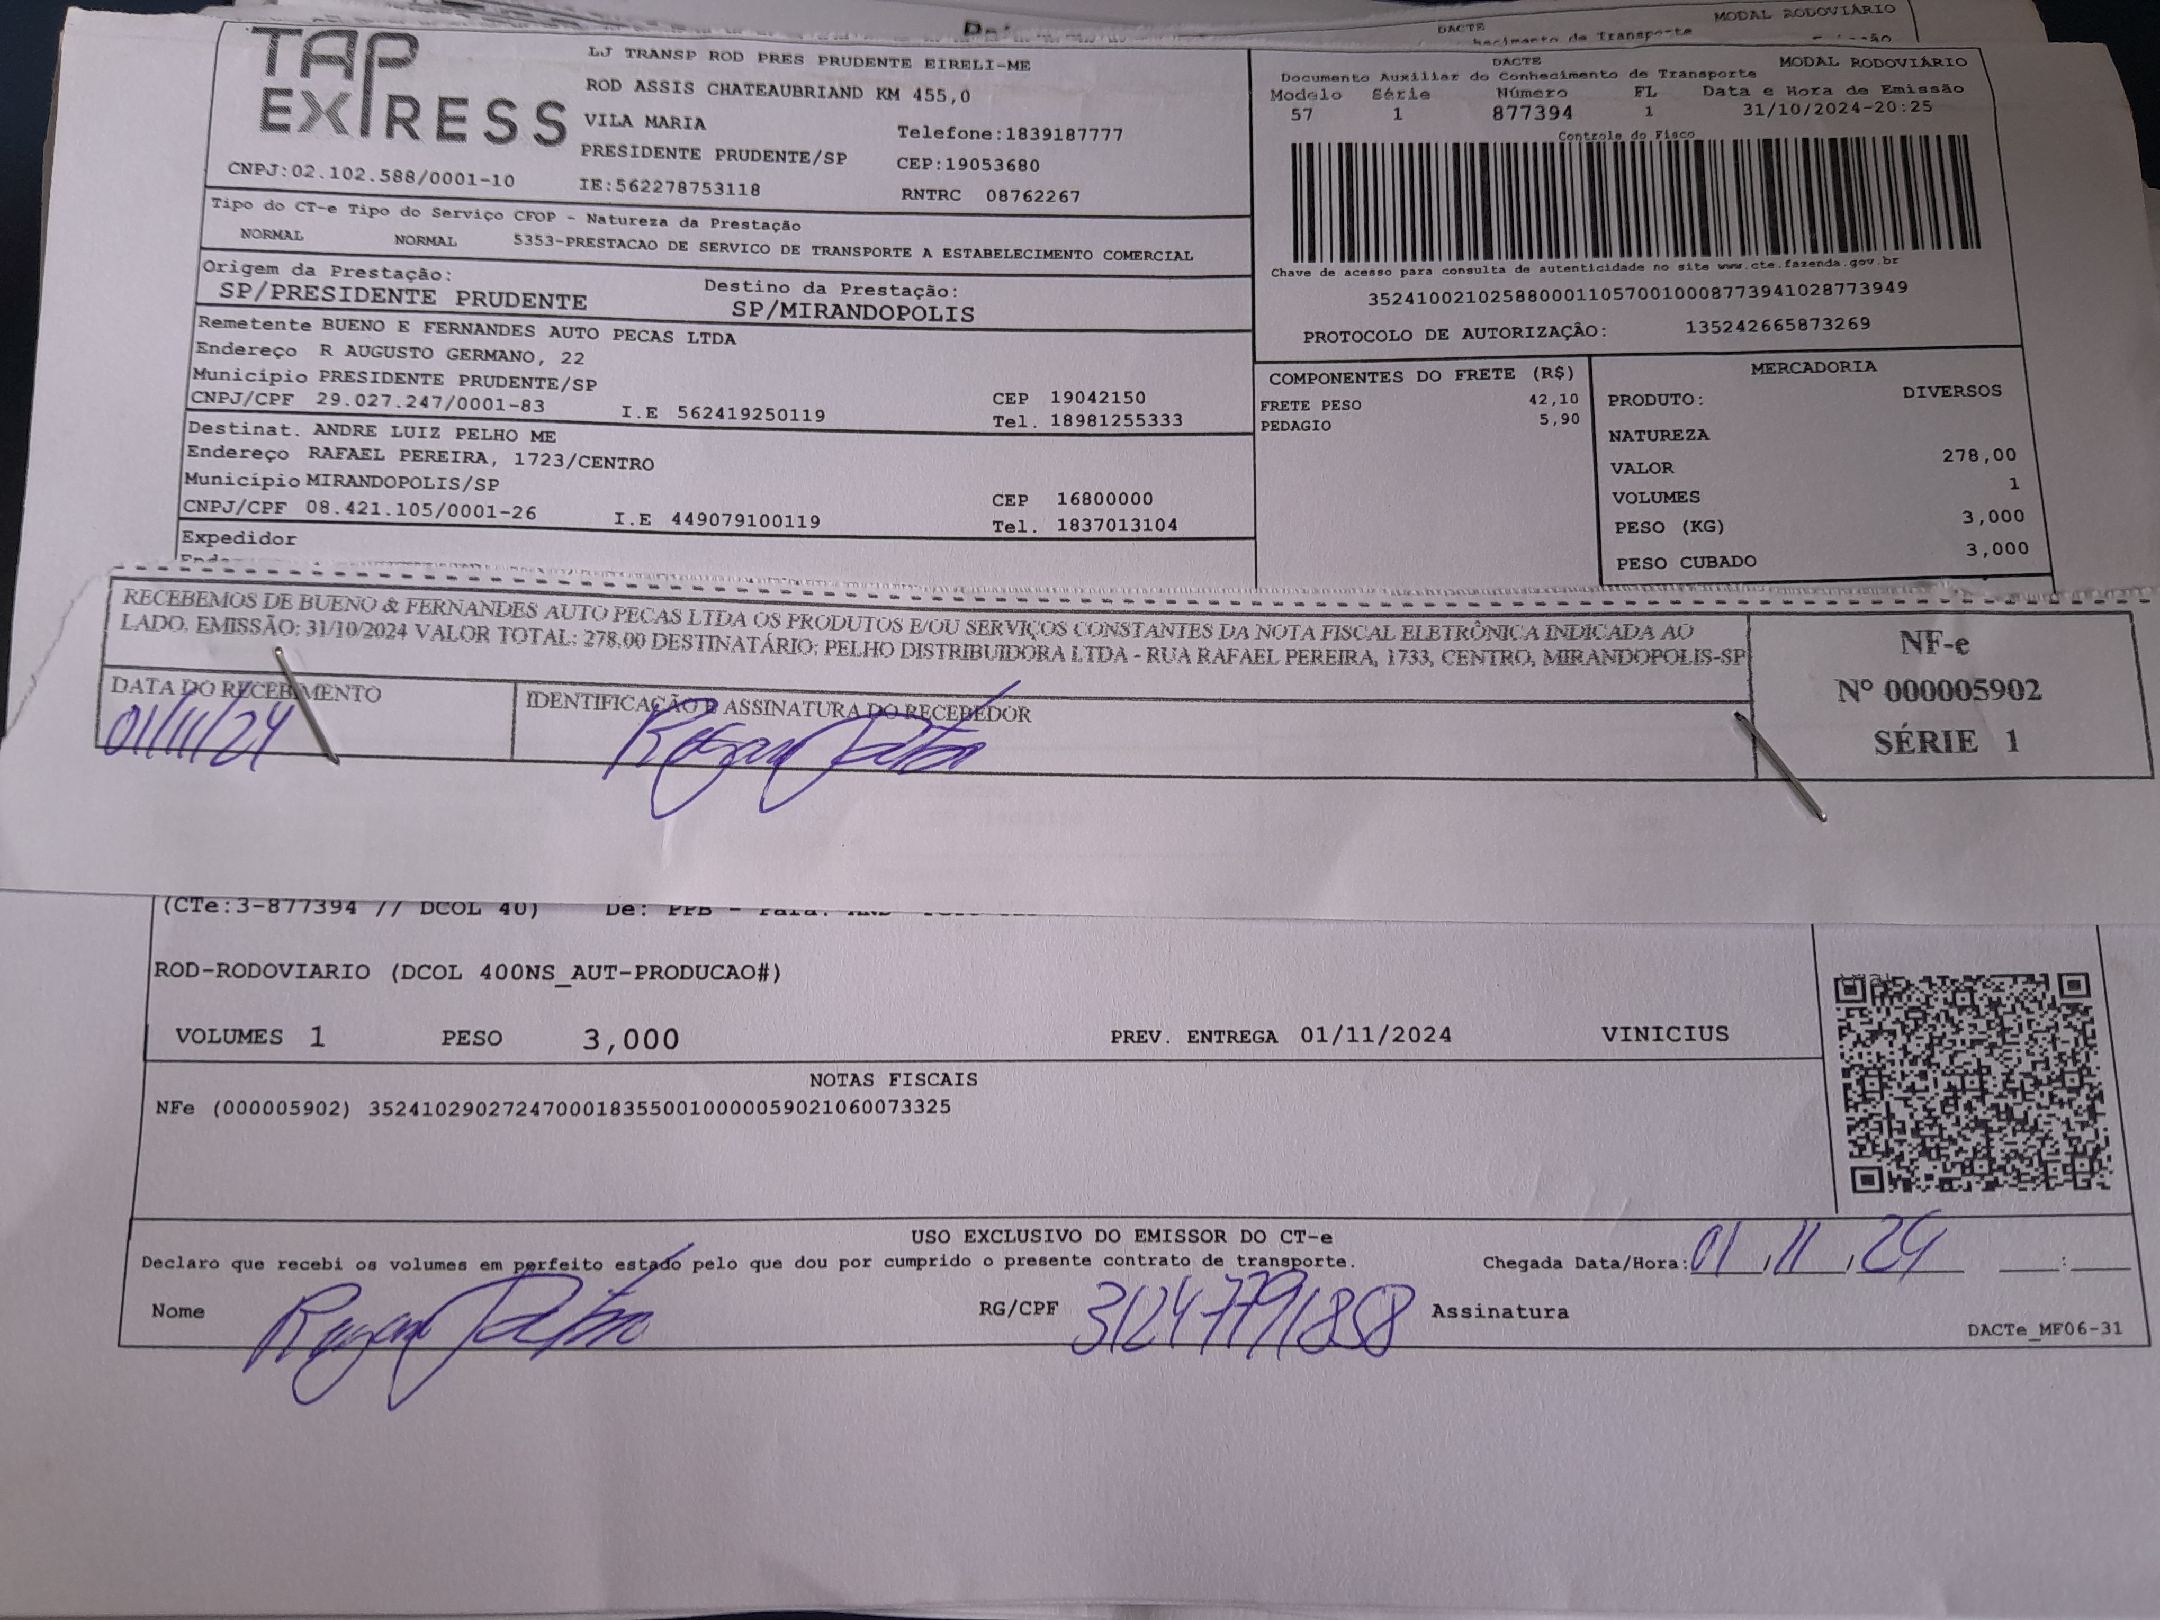 DACTE MODAL RODOVIÁRIO
TAP EXPRESS
LJ TRANSP ROD PRES PRUDENTE EIRELI-ME
ROD ASSIS CHATEAUBRIAND KM 455,0
VILA MARIA Telefone:1839187777
PRESIDENTE PRUDENTE/SP CEP:19053680
CNPJ:02.102.588/0001-10 IE:562278753118 RNTRC 08762267
DACTE MODAL RODOVIÁRIO
Documento Auxiliar do Conhecimento de Transporte
Modelo Série Número FL Data e Hora de Emissão
57 1 877394 1 31/10/2024-20:25
Controle do Fisco
Chave de acesso para consulta de autenticidade no site www.cte.fazenda.gov.br
35241002102588000110570010008773941028773949
PROTOCOLO DE AUTORIZAÇÃO: 135242665873269
Tipo do CT-e Tipo do Serviço CFOP - Natureza da Prestação
NORMAL NORMAL 5353-PRESTACAO DE SERVICO DE TRANSPORTE A ESTABELECIMENTO COMERCIAL
Origem da Prestação: Destino da Prestação:
SP/PRESIDENTE PRUDENTE SP/MIRANDOPOLIS
Remetente BUENO E FERNANDES AUTO PECAS LTDA
Endereço R AUGUSTO GERMANO, 22
Município PRESIDENTE PRUDENTE/SP CEP 19042150
CNPJ/CPF 29.027.247/0001-83 I.E 562419250119 Tel. 18981255333
Destinat. ANDRE LUIZ PELHO ME
Endereço RAFAEL PEREIRA, 1723/CENTRO
Município MIRANDOPOLIS/SP CEP 16800000
CNPJ/CPF 08.421.105/0001-26 I.E 449079100119 Tel. 1837013104
Expedidor
COMPONENTES DO FRETE (R$)
FRETE PESO 42,10
PEDAGIO 5,90
MERCADORIA
PRODUTO: DIVERSOS
NATUREZA
VALOR 278,00
VOLUMES 1
PESO (KG) 3,000
PESO CUBADO 3,000
RECEBEMOS DE BUENO & FERNANDES AUTO PECAS LTDA OS PRODUTOS E/OU SERVIÇOS CONSTANTES DA NOTA FISCAL ELETRÔNICA INDICADA AO
LADO. EMISSÃO: 31/10/2024 VALOR TOTAL: 278,00 DESTINATÁRIO: PELHO DISTRIBUIDORA LTDA - RUA RAFAEL PEREIRA, 1733, CENTRO, MIRANDOPOLIS-SP
DATA DO RECEBIMENTO IDENTIFICAÇÃO E ASSINATURA DO RECEBEDOR
01/11/24
NF-e
Nº 000005902
SÉRIE 1
(CTe:3-877394 // DCOL 40) De: PPB - Para:
ROD-RODOVIARIO (DCOL 400NS_AUT-PRODUCAO#)
VOLUMES 1 PESO 3,000 PREV. ENTREGA 01/11/2024 VINICIUS
NOTAS FISCAIS
NFe (000005902) 35241029027247000183550010000059021060073325
USO EXCLUSIVO DO EMISSOR DO CT-e
Declaro que recebi os volumes em perfeito estado pelo que dou por cumprido o presente contrato de transporte. Chegada Data/Hora: 01/11/24 :
Nome RG/CPF 31247791858 Assinatura
DACTe_MF06-31